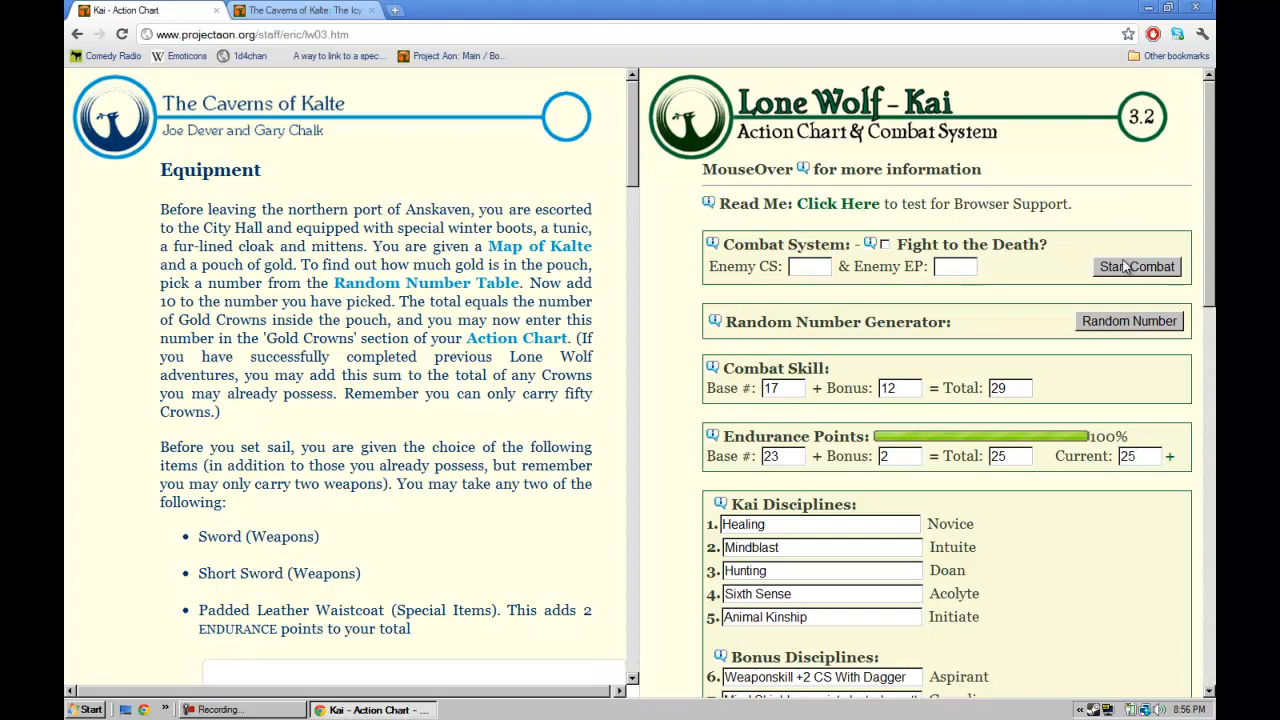 Kai - Action Chart
The Caverns of Kalte: The Icy
www.projectaon.org/staff/eric/lw03.htm
Comedy Radio
Emoticons
1d4chan
A way to link to a spec...
Project Aon: Main / Bo...
Other bookmarks
The Caverns of Kalte
Joe Dever and Gary Chalk
Equipment
Before leaving the northern port of Anskaven, you are escorted
to the City Hall and equipped with special winter boots, a tunic,
a fur-lined cloak and mittens. You are given a Map of Kalte
and a pouch of gold. To find out how much gold is in the pouch,
pick a number from the Random Number Table. Now add
10 to the number you have picked. The total equals the number
of Gold Crowns inside the pouch, and you may now enter this
number in the 'Gold Crowns' section of your Action Chart. (If
you have successfully completed previous Lone Wolf
adventures, you may add this sum to the total of any Crowns
you may already possess. Remember you can only carry fifty
Crowns.)
Before you set sail, you are given the choice of the following
items (in addition to those you already possess, but remember
you may only carry two weapons). You may take any two of the
following:
• Sword (Weapons)
• Short Sword (Weapons)
• Padded Leather Waistcoat (Special Items). This adds 2
ENDURANCE points to your total
Lone Wolf - Kai
Action Chart & Combat System
3.2
MouseOver for more information
Read Me: Click Here to test for Browser Support.
Combat System: - Fight to the Death?
Enemy CS: & Enemy EP: Start Combat
Random Number Generator: Random Number
Combat Skill:
Base #: 17 + Bonus: 12 = Total: 29
Endurance Points: 100%
Base #: 23 + Bonus: 2 = Total: 25 Current: 25 +
Kai Disciplines:
1. Healing Novice
2. Mindblast Intuite
3. Hunting Doan
4. Sixth Sense Acolyte
5. Animal Kinship Initiate
Bonus Disciplines:
6. Weaponskill +2 CS With Dagger Aspirant
Start
Recording...
Kai - Action Chart - ...
8:56 PM